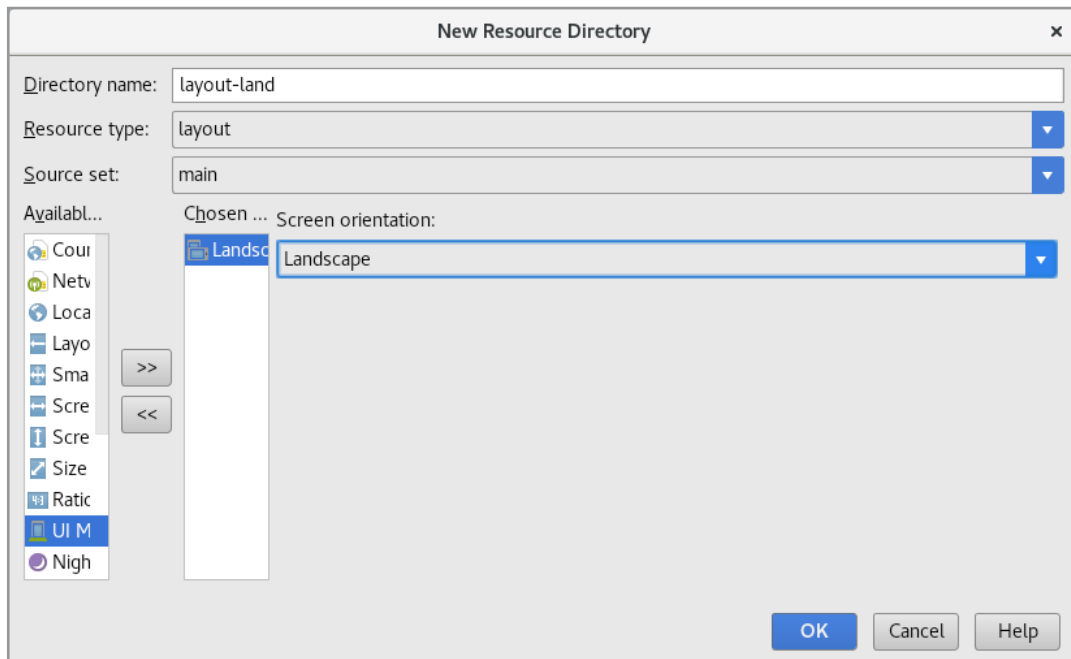 New Resource Directory
Directory name: layout-land
Resource type: layout
Source set: main
Availabl... Chosen ... Screen orientation:
Cour
Netv
Loca
Layo
Sma
Scre
Scre
Size
Ratic
UI M
Nigh
>>
<<
Landsc
Landscape
OK Cancel Help